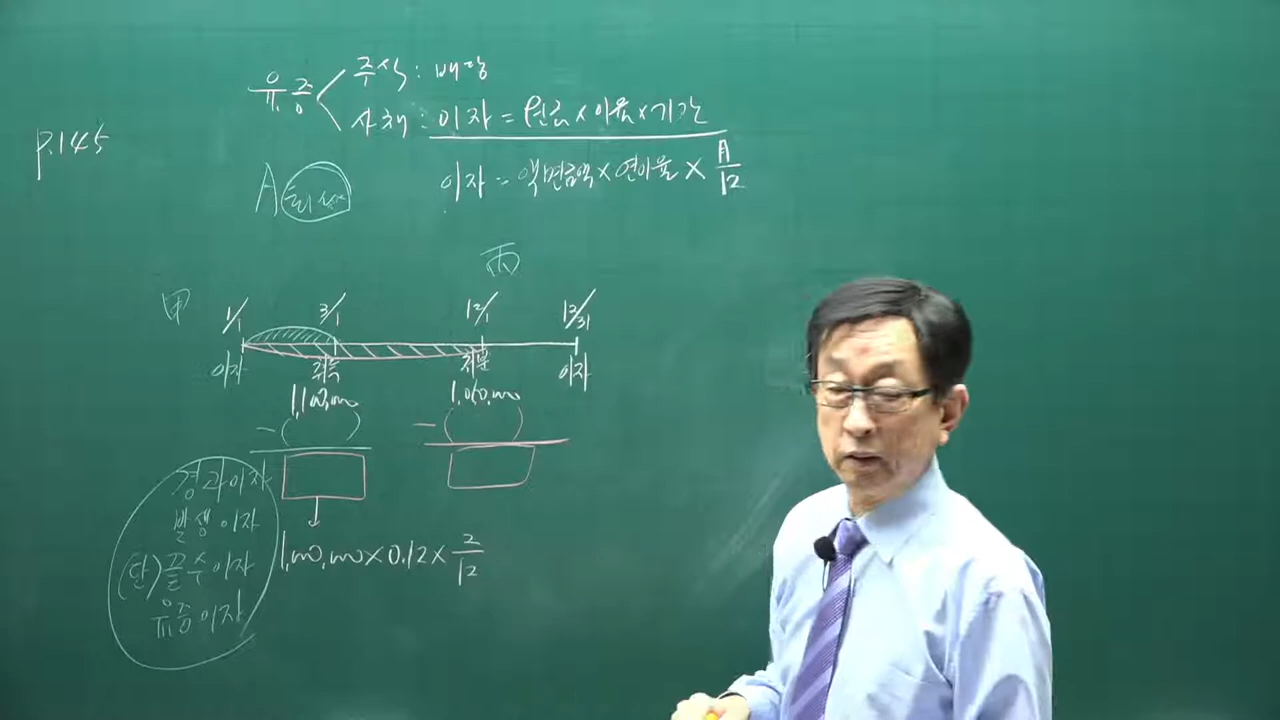 P.145
유증 < 주식 : 배당
사채 : 이자 = 원금 × 이율 × 기간
이자 = 액면금액 × 연이율 × 月/12
A
雨
甲
1/1 3/1 12/1 12/31
이자 취득 처분 이자
1,100,000 1,060,000
- ( ) - ( )
경과이자
발생이자
(단)끝수이자
유증이자
1,000,000 × 0.12 × 2/12